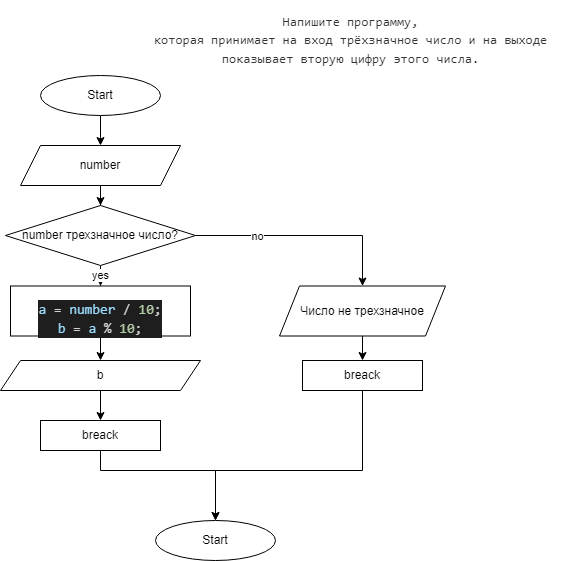 Напишите программу,
которая принимает на вход трёхзначное число и на выходе
показывает вторую цифру этого числа.
Start
number
number трехзначное число?
no
yes
a = number / 10;
b = a % 10;
Число не трехзначное
b
breack
breack
Start